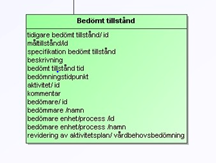 Bedömt tillstånd
tidigare bedömt tillstånd/ id
måltillstånd/id
specifikation bedömt tillstånd
beskrivning
bedömt tiljstånd tid
bedömningstidpunkt
aktivitet/ id
kommentar
bedömare/ id
bedömmare /namn
bedömare enhet/process /id
bedömare enhet/process /namn
revidering av aktivitetsplan/ vårdbehovsbedömning